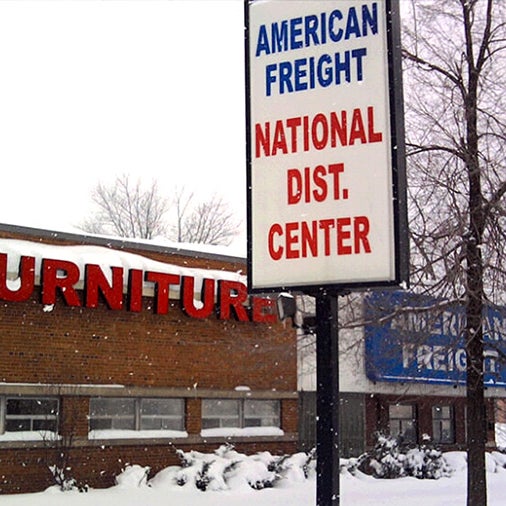 AMERICAN
FREIGHT
NATIONAL
DIST.
CENTER
URNITURE
AMERICAN
FREIGHT